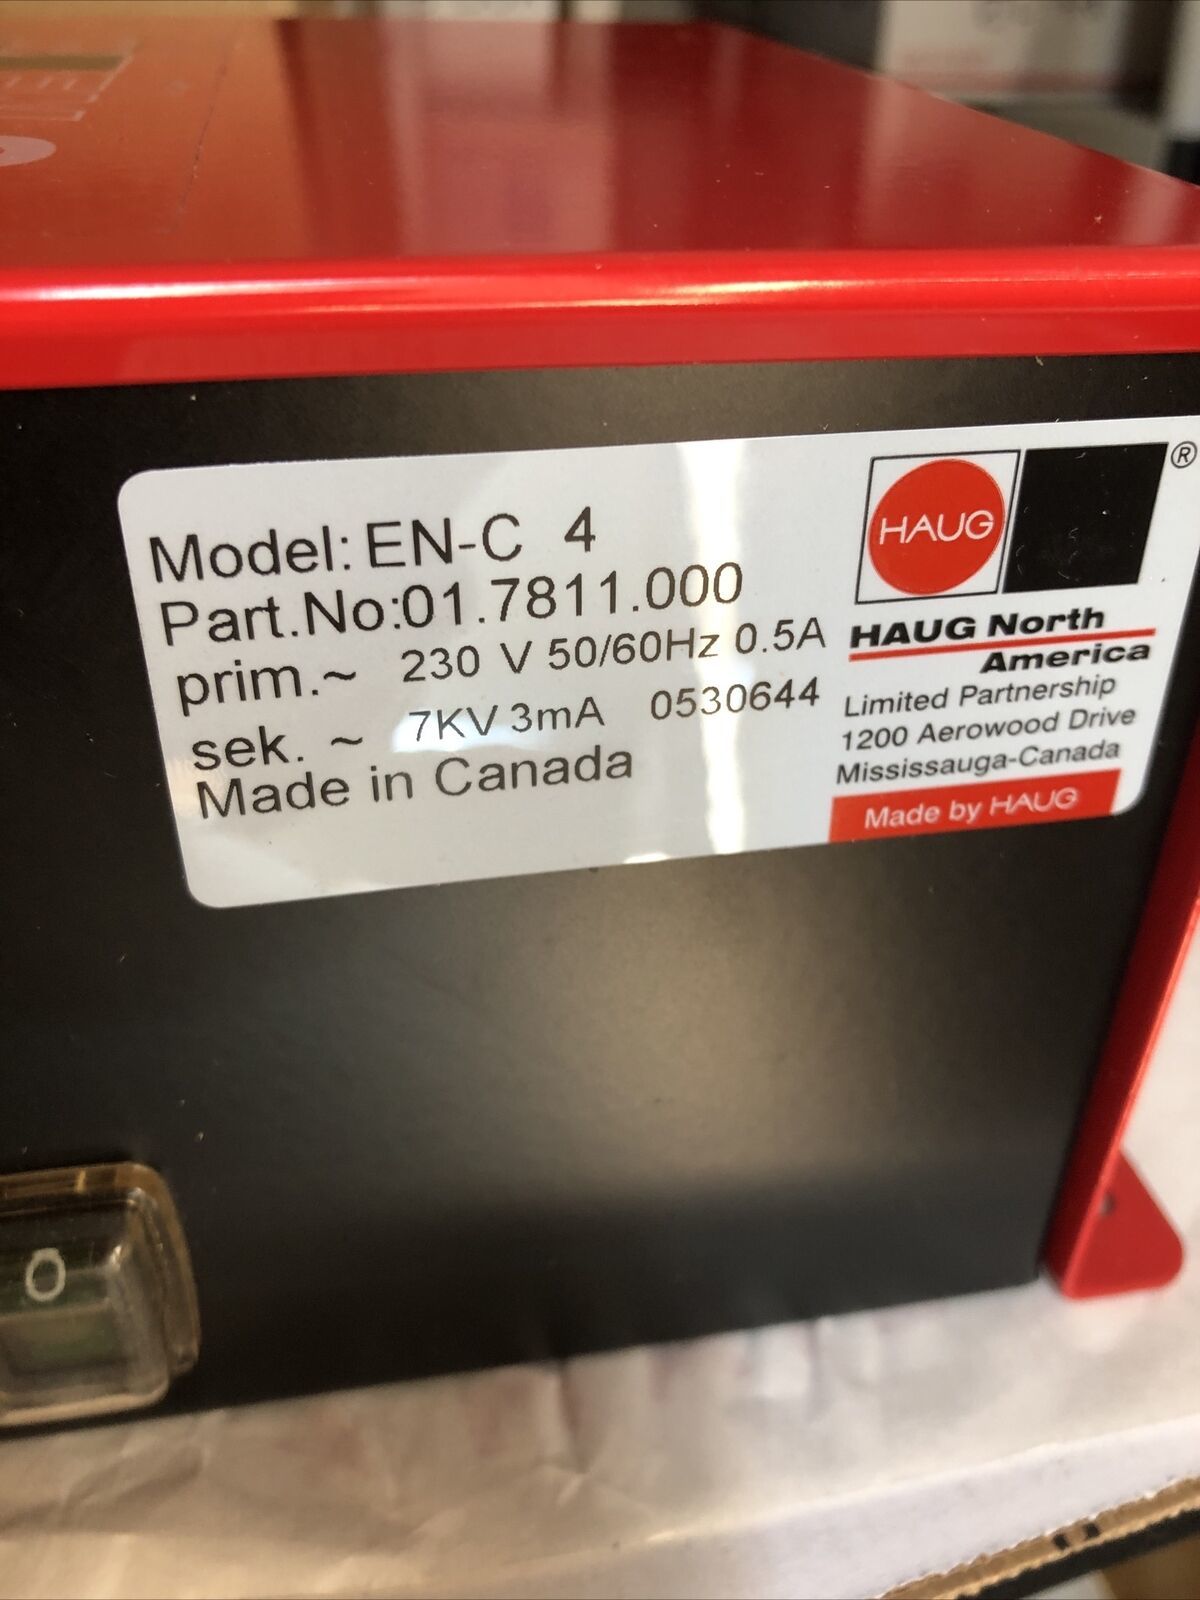 Model: EN-C 4
Part.No:01.7811.000
prim.~ 230 V 50/60Hz 0.5A
sek. ~ 7KV 3mA 0530644
Made in Canada
HAUG
®
HAUG North
America
Limited Partnership
1200 Aerowood Drive
Mississauga-Canada
Made by HAUG
O